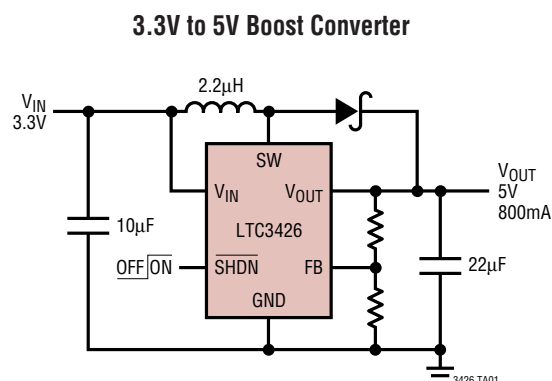 3.3V to 5V Boost Converter
2.2µH
VIN
3.3V
SW
VIN
VOUT
VOUT
5V
800mA
10µF
LTC3426
OFF ON
SHDN
FB
22µF
GND
3426 TA01